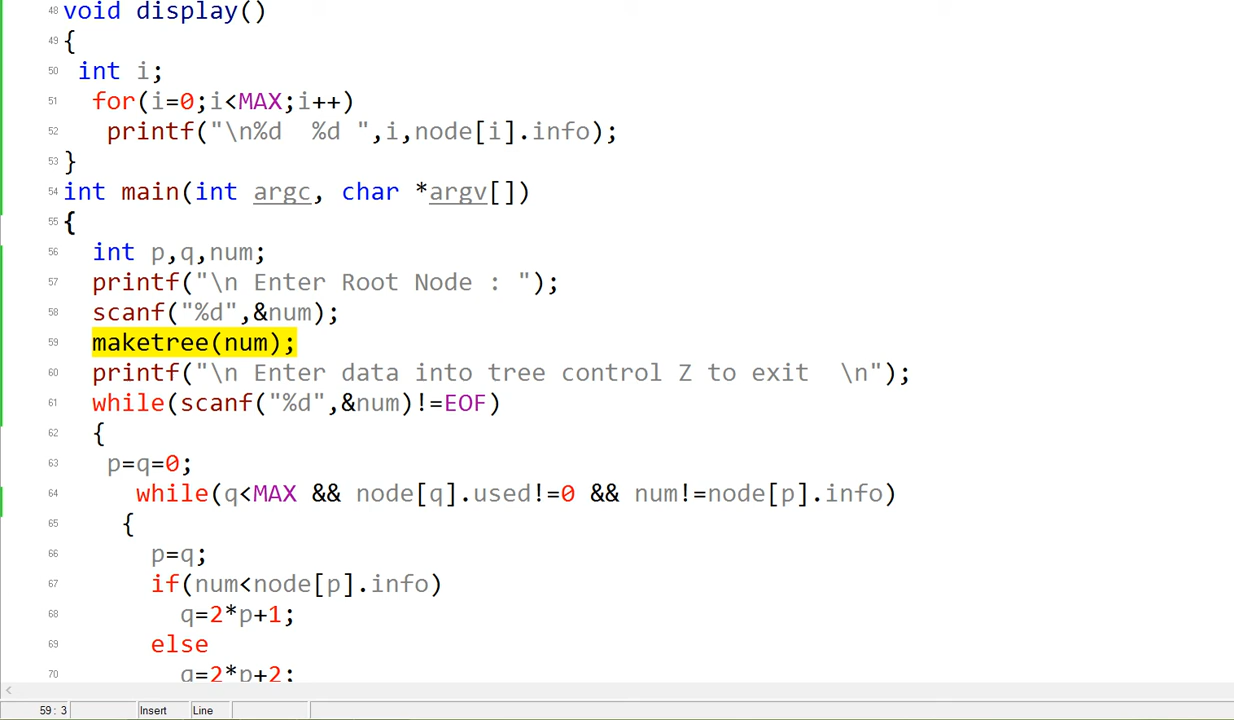 48 void display()
49 {
50 int i;
51 for(i=0;i<MAX;i++)
52 printf("\n%d  %d ",i,node[i].info);
53 }
54 int main(int argc, char *argv[])
55 {
56 int p,q,num;
57 printf("\n Enter Root Node : ");
58 scanf("%d",&num);
59 maketree(num);
60 printf("\n Enter data into tree control Z to exit  \n");
61 while(scanf("%d",&num)!=EOF)
62 {
63 p=q=0;
64 while(q<MAX && node[q].used!=0 && num!=node[p].info)
65 {
66 p=q;
67 if(num<node[p].info)
68 q=2*p+1;
69 else
70 q=2*p+2;
59: 3 Insert Line